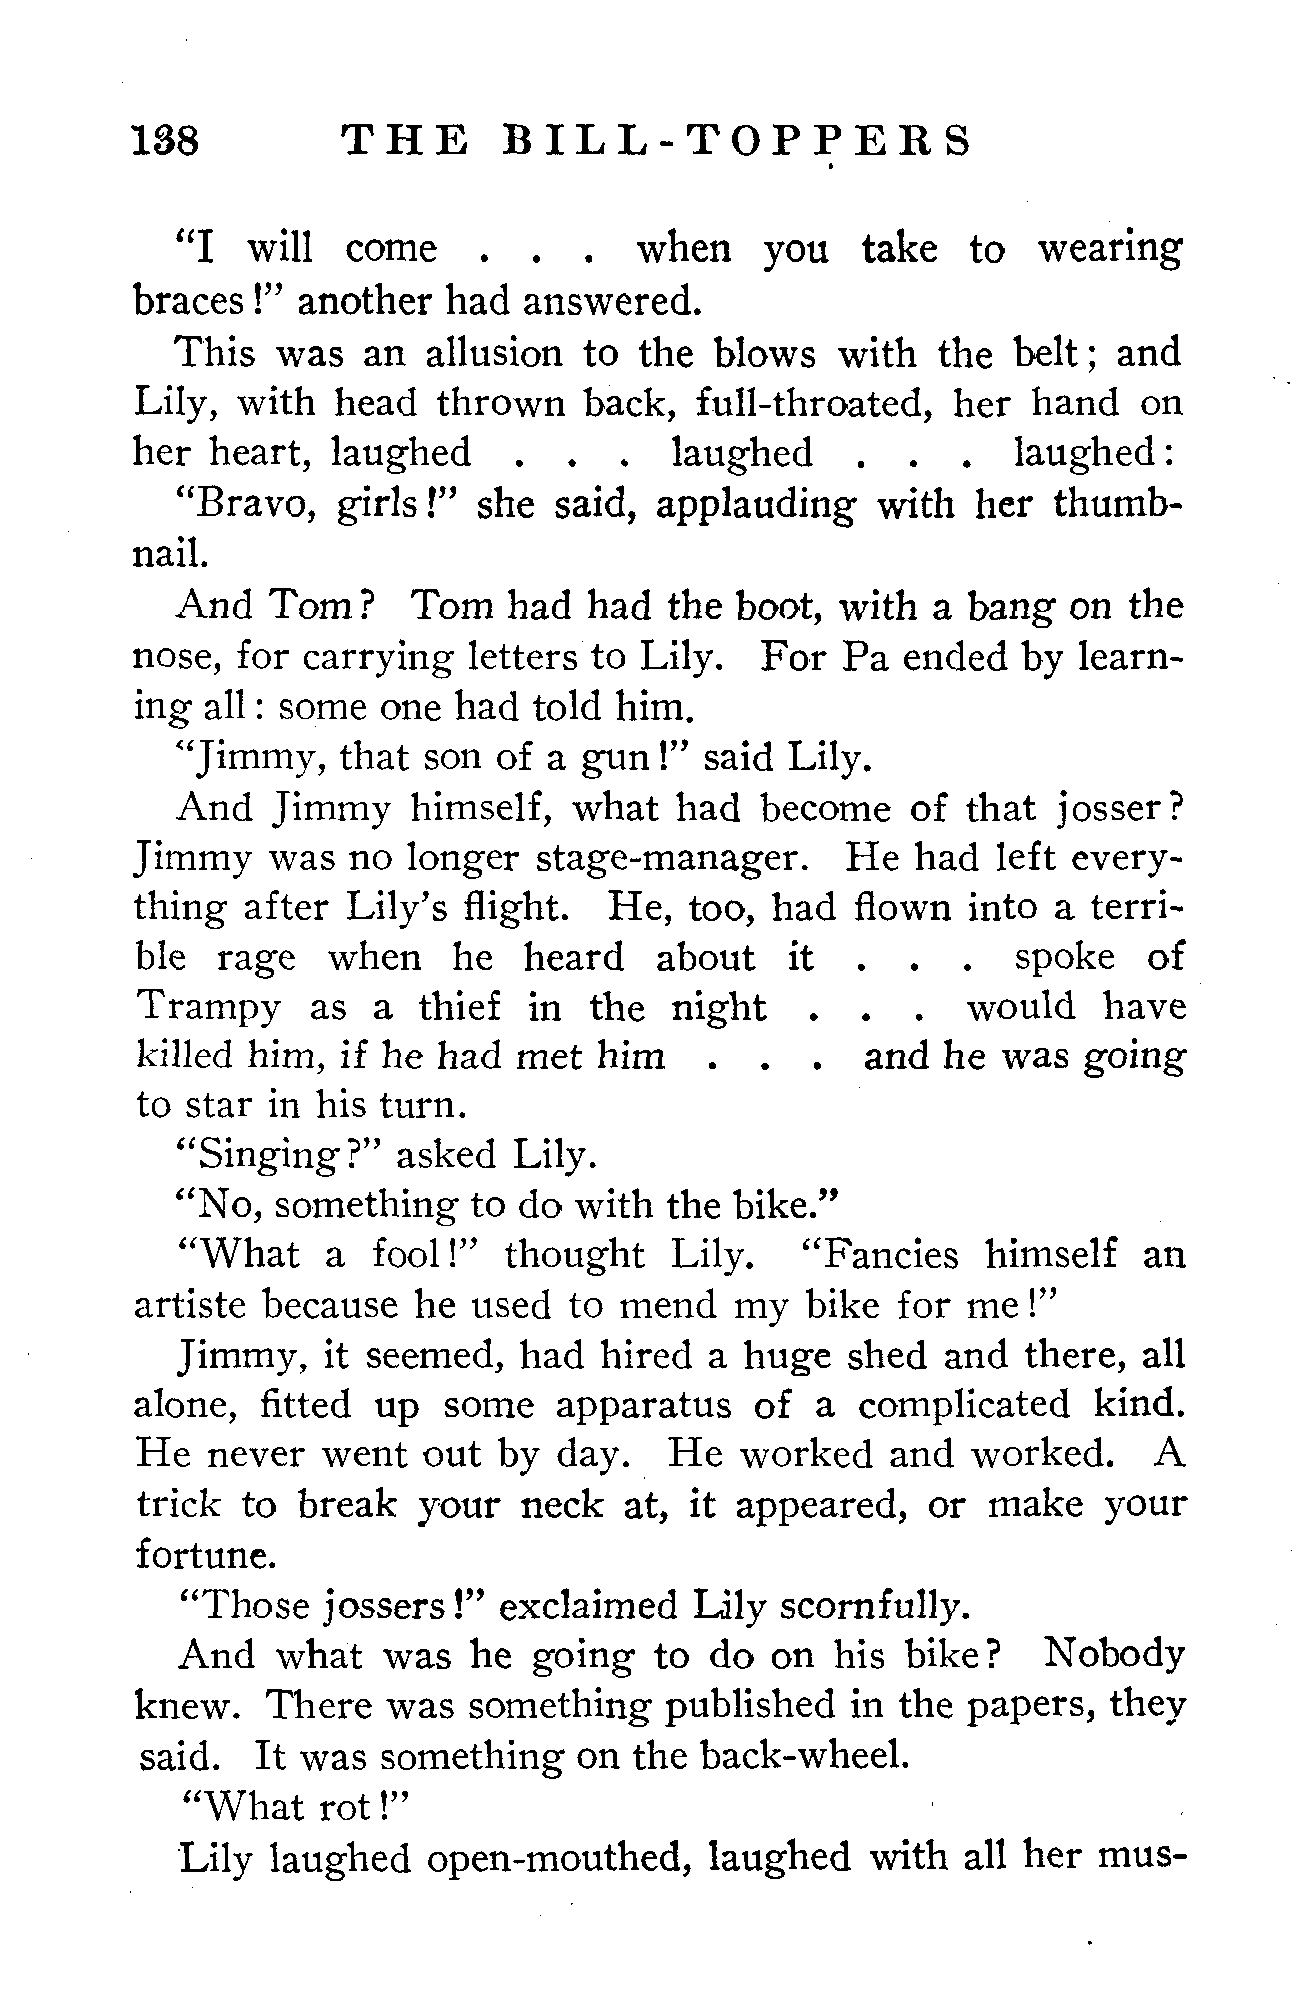 138 THE BILL-TOPPERS
"I will come . . . when you take to wearing
braces!" another had answered.
This was an allusion to the blows with the belt; and
Lily, with head thrown back, full-throated, her hand on
her heart, laughed . . . laughed . . . laughed:
"Bravo, girls!" she said, applauding with her thumb-
nail.
And Tom? Tom had had the boot, with a bang on the
nose, for carrying letters to Lily. For Pa ended by learn-
ing all: some one had told him.
"Jimmy, that son of a gun!" said Lily.
And Jimmy himself, what had become of that josser?
Jimmy was no longer stage-manager. He had left every-
thing after Lily's flight. He, too, had flown into a terri-
ble rage when he heard about it . . . spoke of
Trampy as a thief in the night . . . would have
killed him, if he had met him . . . and he was going
to star in his turn.
"Singing?" asked Lily.
"No, something to do with the bike."
"What a fool!" thought Lily. "Fancies himself an
artiste because he used to mend my bike for me!"
Jimmy, it seemed, had hired a huge shed and there, all
alone, fitted up some apparatus of a complicated kind.
He never went out by day. He worked and worked. A
trick to break your neck at, it appeared, or make your
fortune.
"Those jossers!" exclaimed Lily scornfully.
And what was he going to do on his bike? Nobody
knew. There was something published in the papers, they
said. It was something on the back-wheel.
"What rot!"
Lily laughed open-mouthed, laughed with all her mus-